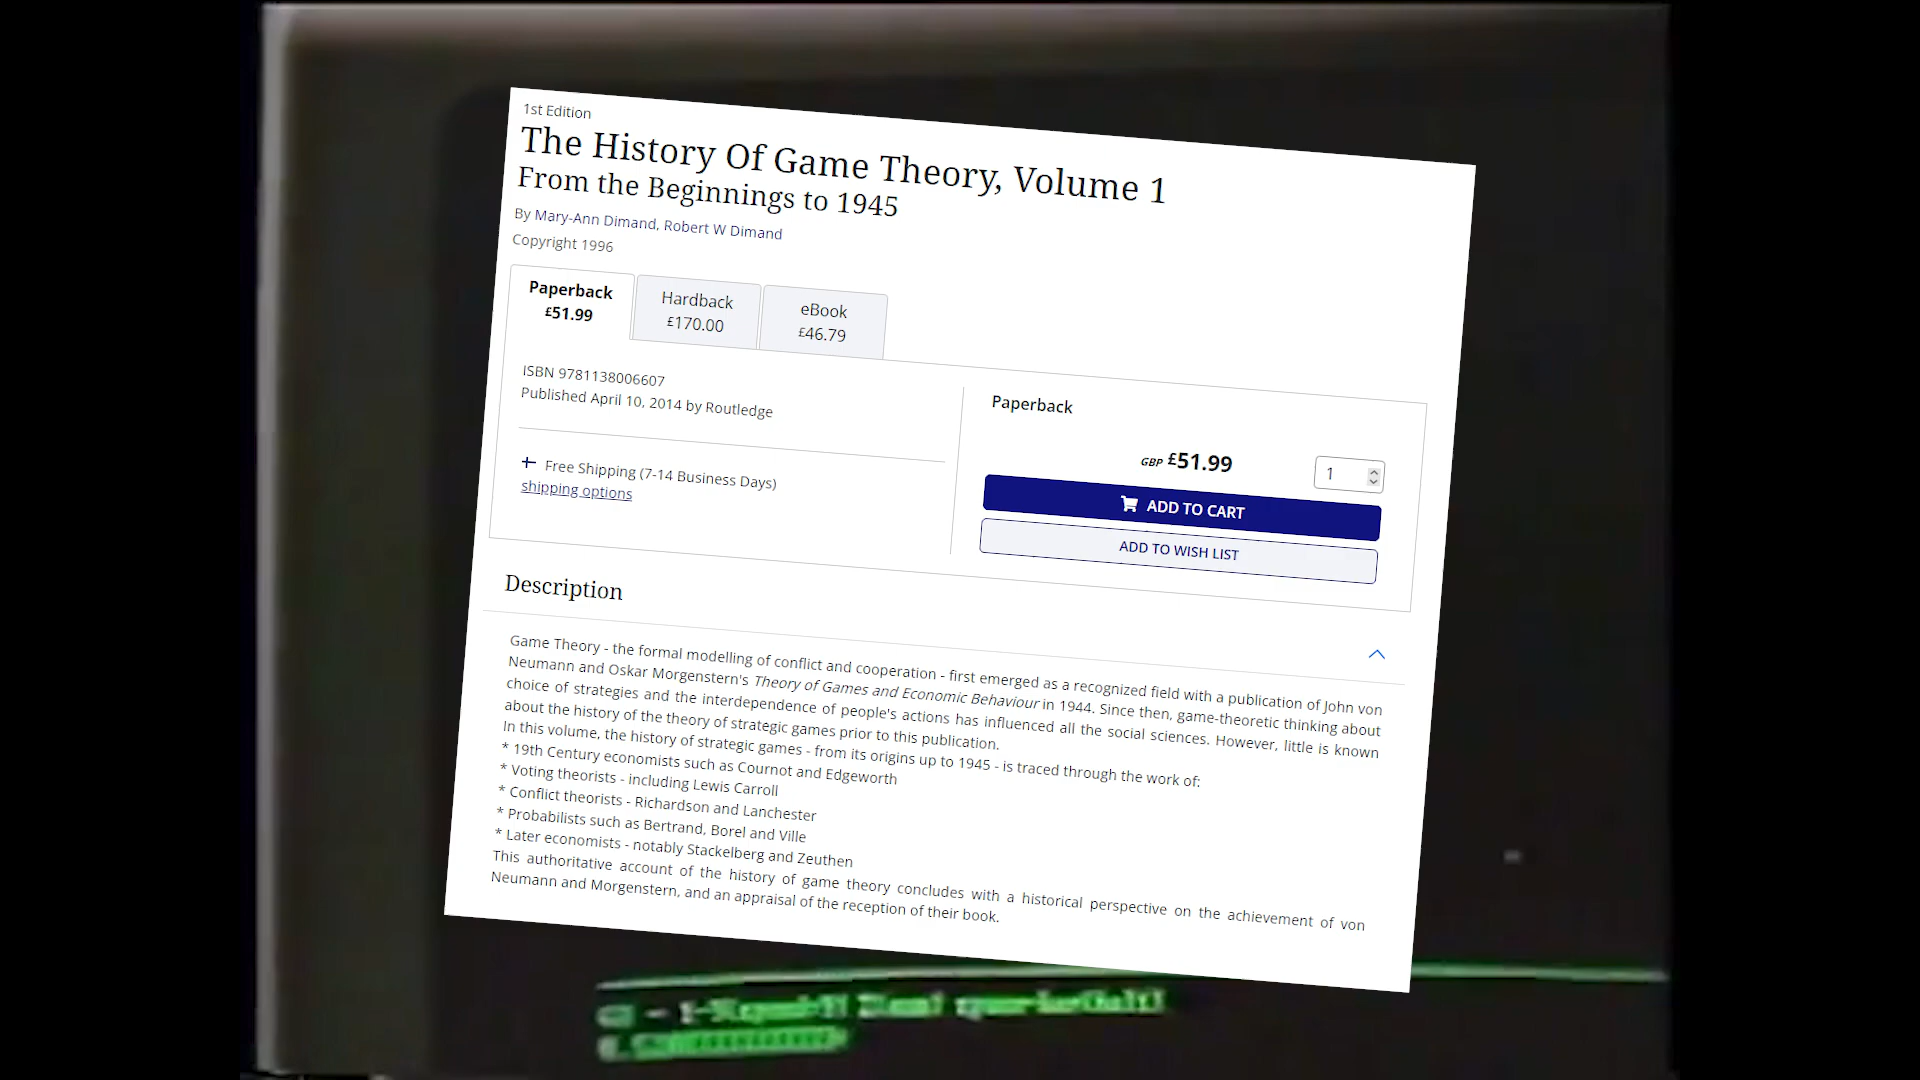 1st Edition
The History Of Game Theory, Volume 1
From the Beginnings to 1945
By Mary-Ann Dimand, Robert W Dimand
Copyright 1996
Paperback
£51.99
Hardback
£170.00
eBook
£46.79
ISBN 9781138006607
Published April 10, 2014 by Routledge
Free Shipping (7-14 Business Days)
shipping options
Paperback
GBP £51.99
1
ADD TO CART
ADD TO WISH LIST
Description
Game Theory - the formal modelling of conflict and cooperation - first emerged as a recognized field with a publication of John von
Neumann and Oskar Morgenstern's Theory of Games and Economic Behaviour in 1944. Since then, game-theoretic thinking about
choice of strategies and the interdependence of people's actions has influenced all the social sciences. However, little is known
about the history of the theory of strategic games prior to this publication.
In this volume, the history of strategic games - from its origins up to 1945 - is traced through the work of:
* 19th Century economists such as Cournot and Edgeworth
* Voting theorists - including Lewis Carroll
* Conflict theorists - Richardson and Lanchester
* Probabilists such as Bertrand, Borel and Ville
* Later economists - notably Stackelberg and Zeuthen
This authoritative account of the history of game theory concludes with a historical perspective on the achievement of von
Neumann and Morgenstern, and an appraisal of the reception of their book.